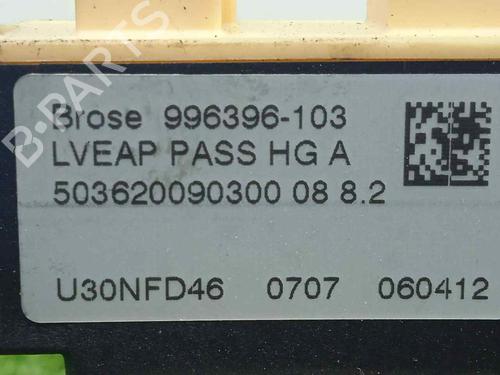 Brose 996396-103
LVEAP PASS HG A
503620090300 08 8.2
U30NFD46 0707 060412
B-PARTS